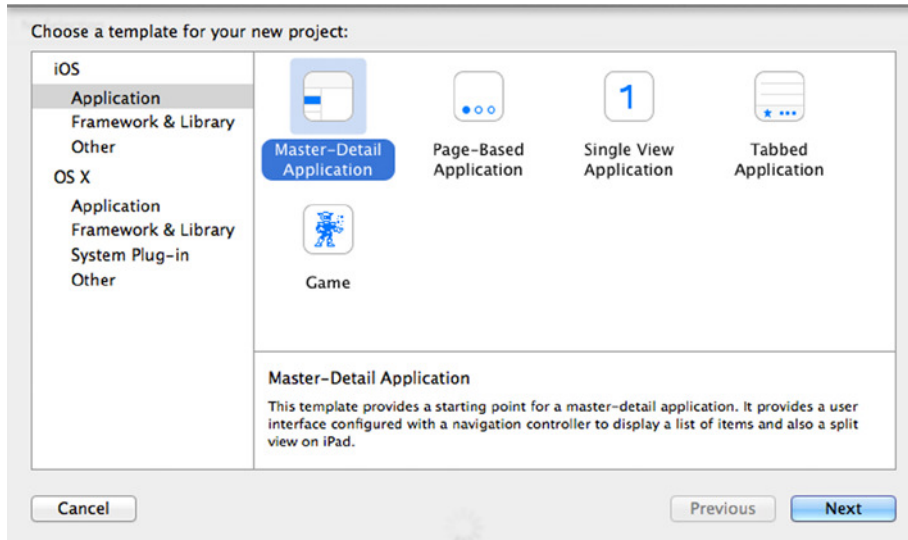 Choose a template for your new project:
iOS
Application
Framework & Library
Other
OS X
Application
Framework & Library
System Plug-in
Other
Master-Detail
Application
Page-Based
Application
1
Single View
Application
Tabbed
Application
Game
Master-Detail Application
This template provides a starting point for a master-detail application. It provides a user
interface configured with a navigation controller to display a list of items and also a split
view on iPad.
Cancel
Previous
Next